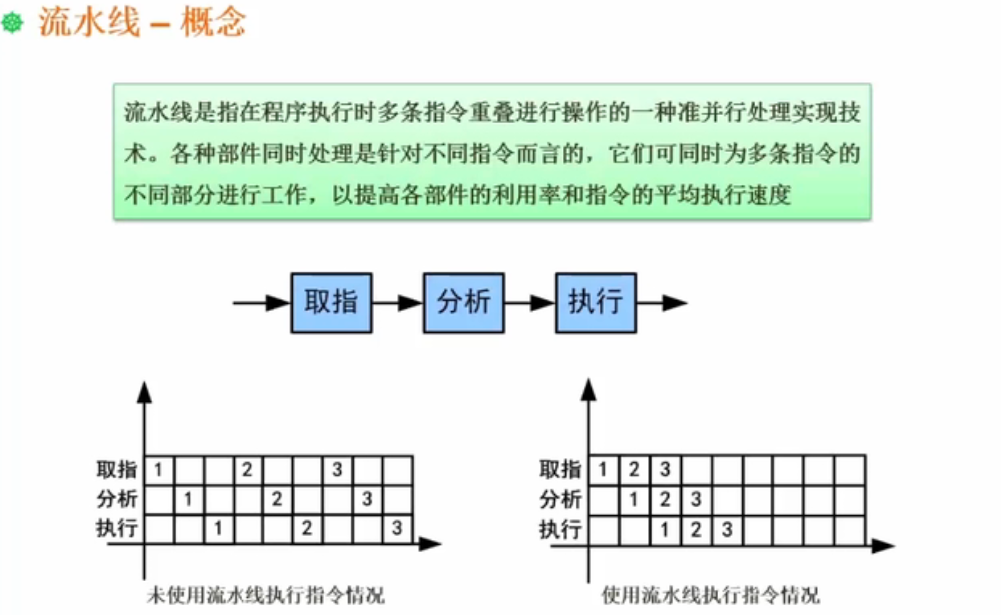 流水线 – 概念
流水线是指在程序执行时多条指令重叠进行操作的一种准并行处理实现技
术。各种部件同时处理是针对不同指令而言的，它们可同时为多条指令的
不同部分进行工作，以提高各部件的利用率和指令的平均执行速度
取指 分析 执行
取指 1 2 3
分析 1 2 3
执行 1 2 3
未使用流水线执行指令情况
取指 1 2 3
分析 1 2 3
执行 1 2 3
使用流水线执行指令情况